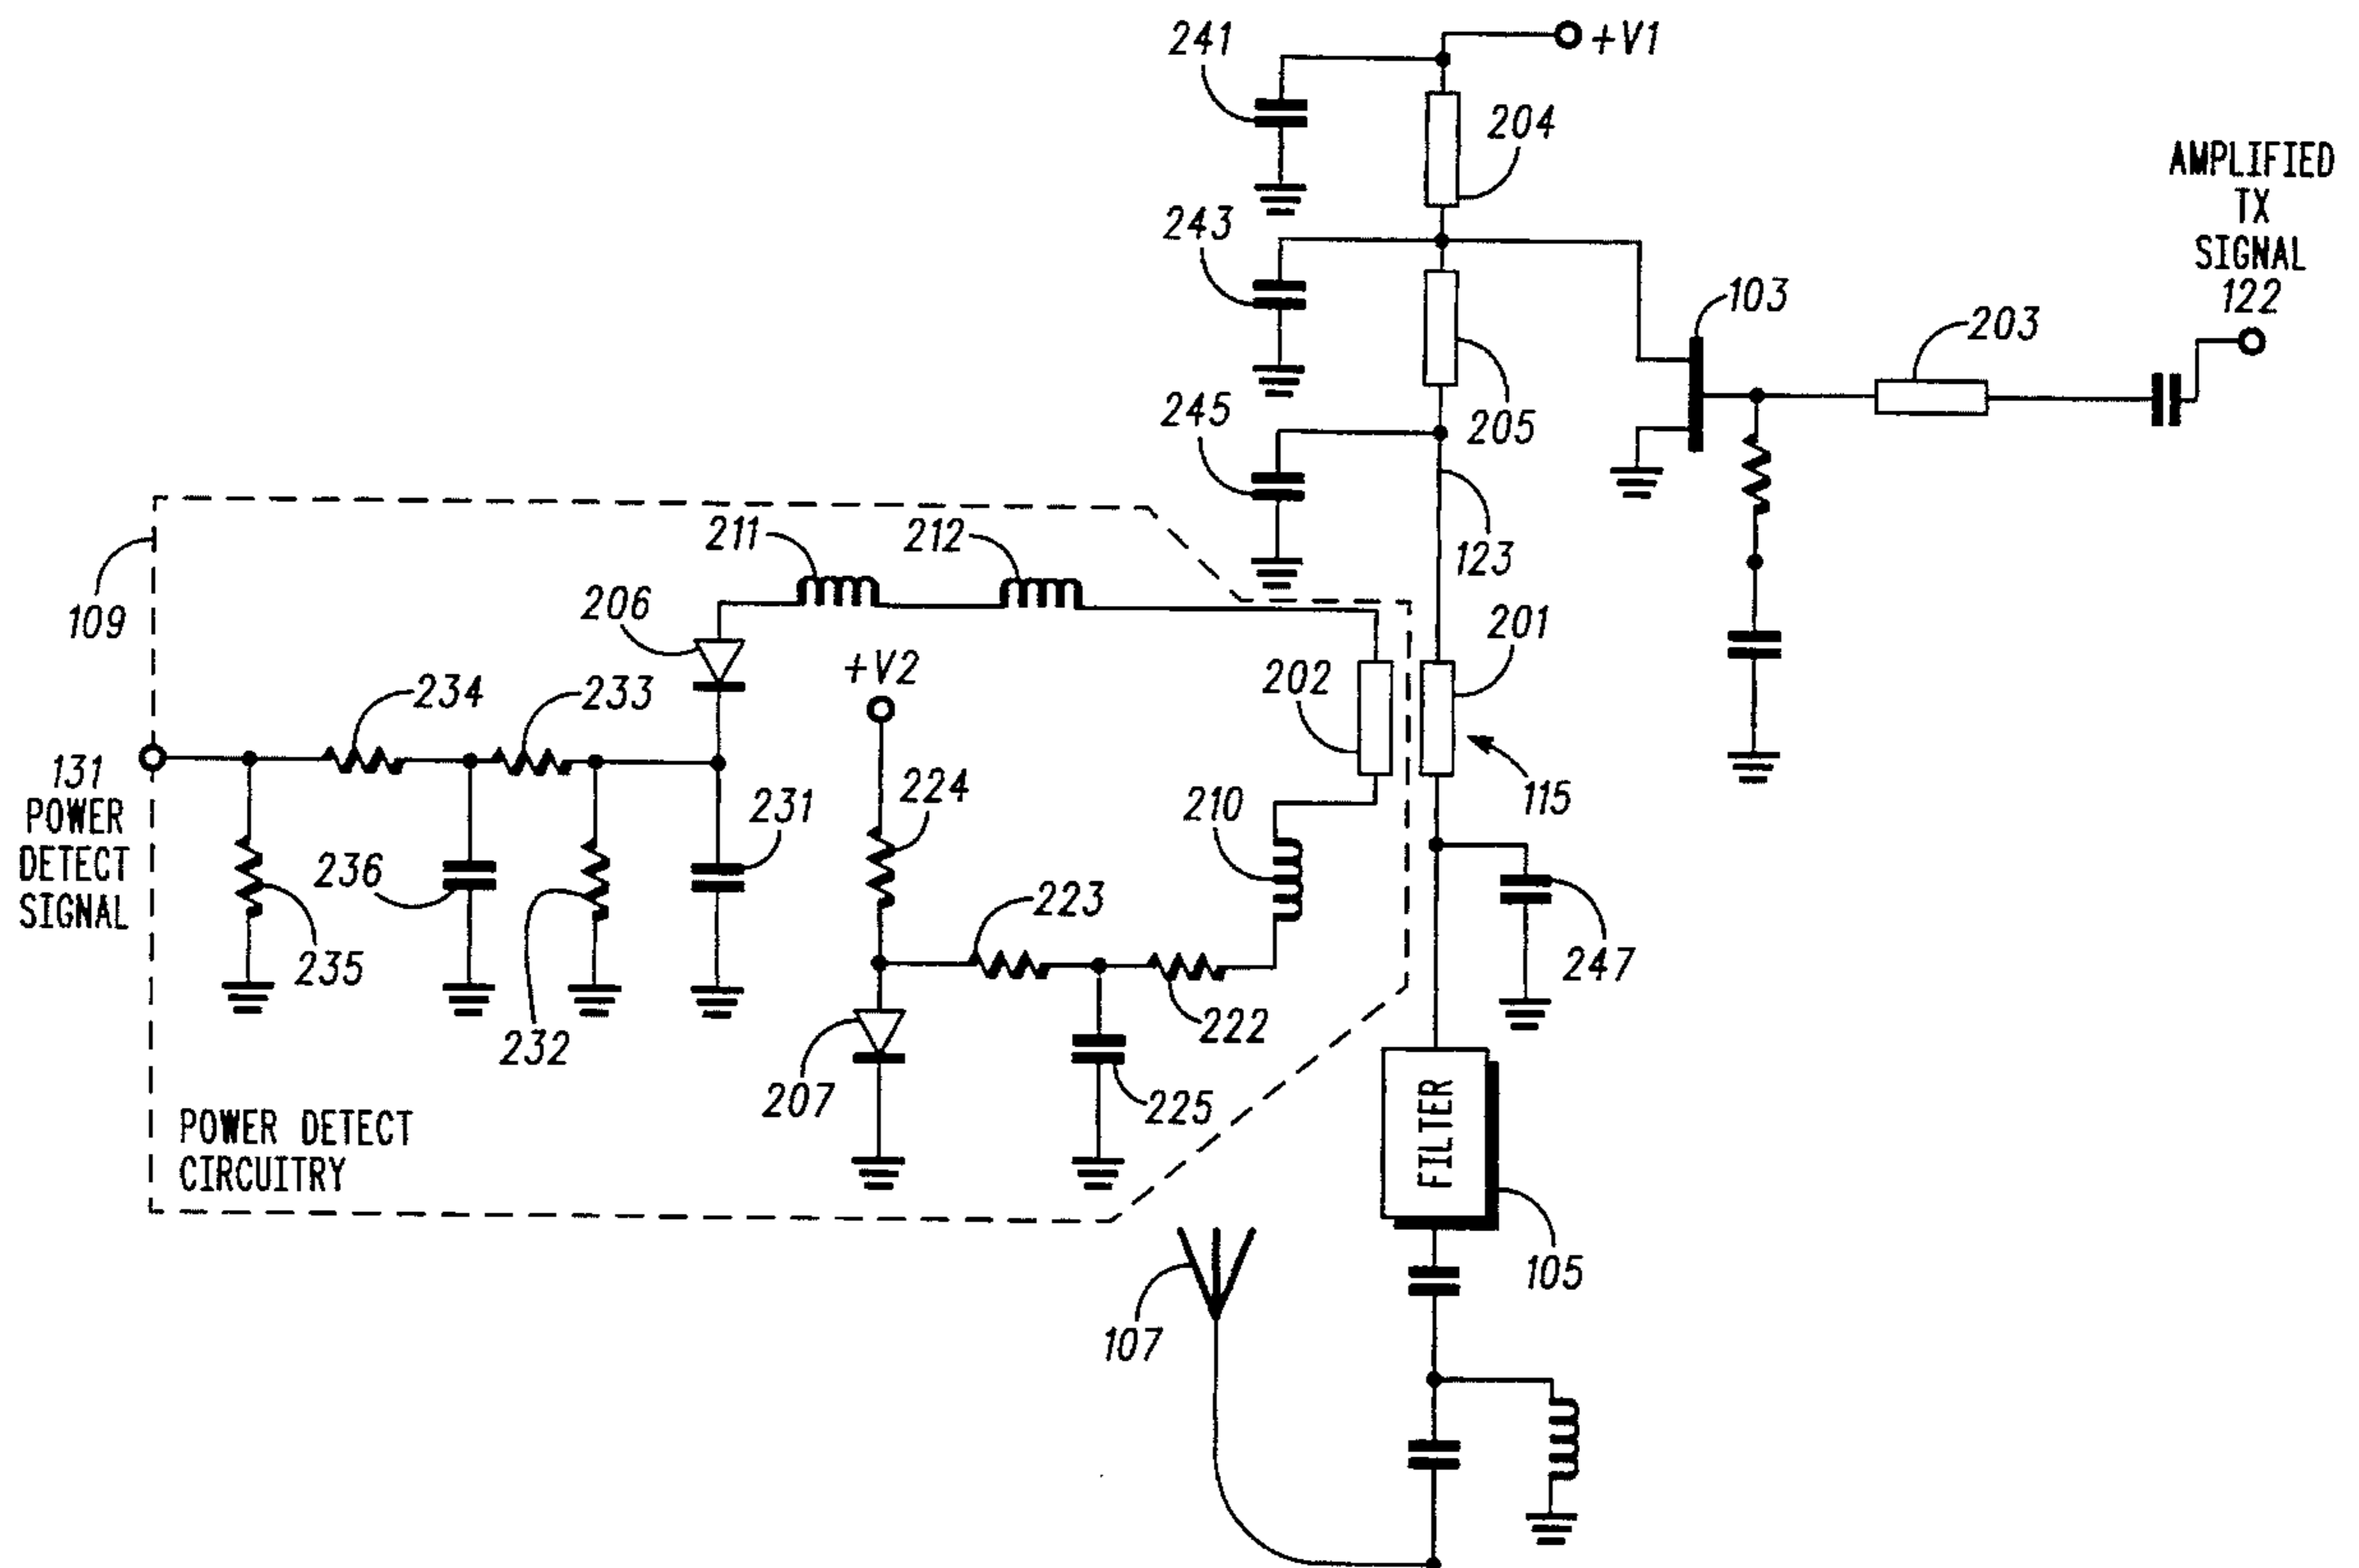 241
+V1
204
AMPLIFIED
TX
SIGNAL
122
243
103
203
245
205
123
211
212
109
206
201
+V2
202
234
233
131
POWER
DETECT
SIGNAL
224
231
210
115
236
223
235
232
247
222
207
225
POWER DETECT
CIRCUITRY
FILTER
105
107